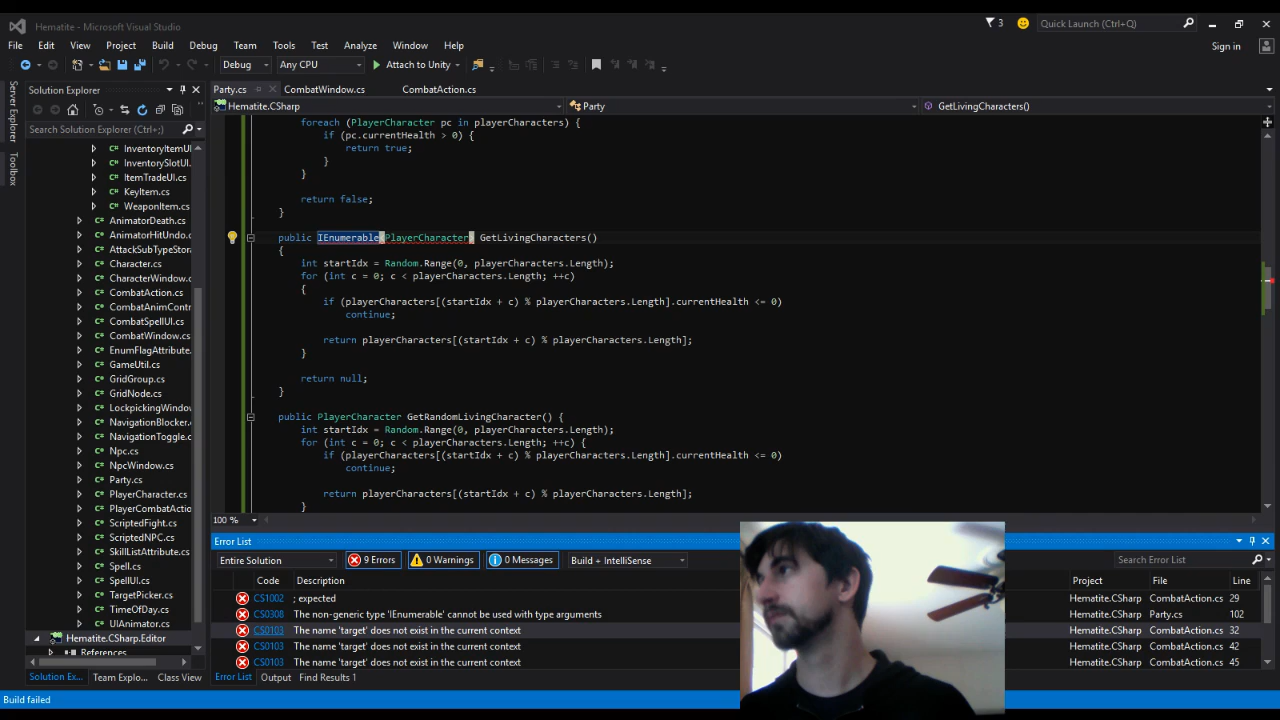 Hematite - Microsoft Visual Studio
3
Quick Launch (Ctrl+Q)
File Edit View Project Build Debug Team Tools Test Analyze Window Help
Sign in
Debug Any CPU Attach to Unity
Server Explorer
Toolbox
Solution Explorer
Search Solution Explorer (Ctrl+;)
InventoryItemUI
InventorySlotUI.
ItemTradeUI.cs
KeyItem.cs
WeaponItem.cs
AnimatorDeath.cs
AnimatorHitUndo.cs
AttackSubTypeStora
Character.cs
CharacterWindow.cs
CombatAction.cs
CombatAnimContr
CombatSpellUI.cs
CombatWindow.cs
EnumFlagAttribute.
GameUtil.cs
GridGroup.cs
GridNode.cs
LockpickingWindow
NavigationBlocker.cs
NavigationToggle.cs
Npc.cs
NpcWindow.cs
Party.cs
PlayerCharacter.cs
PlayerCombatActio
ScriptedFight.cs
ScriptedNPC.cs
SkillListAttribute.cs
Spell.cs
SpellUI.cs
TargetPicker.cs
TimeOfDay.cs
UIAnimator.cs
Hematite.CSharp.Editor
References
Solution Ex... Team Explo... Class View
Party.cs CombatWindow.cs CombatAction.cs
Hematite.CSharp Party GetLivingCharacters()
foreach (PlayerCharacter pc in playerCharacters) {
if (pc.currentHealth > 0) {
return true;
}
}
return false;
}
public IEnumerable<PlayerCharacter> GetLivingCharacters()
{
int startIdx = Random.Range(0, playerCharacters.Length);
for (int c = 0; c < playerCharacters.Length; ++c)
{
if (playerCharacters[(startIdx + c) % playerCharacters.Length].currentHealth <= 0)
continue;
return playerCharacters[(startIdx + c) % playerCharacters.Length];
}
return null;
}
public PlayerCharacter GetRandomLivingCharacter() {
int startIdx = Random.Range(0, playerCharacters.Length);
for (int c = 0; c < playerCharacters.Length; ++c) {
if (playerCharacters[(startIdx + c) % playerCharacters.Length].currentHealth <= 0)
continue;
return playerCharacters[(startIdx + c) % playerCharacters.Length];
}
100 %
Error List
Entire Solution 9 Errors 0 Warnings 0 Messages Build + IntelliSense Search Error List
Code Description Project File Line
CS1002 ; expected Hematite.CSharp CombatAction.cs 29
CS0308 The non-generic type 'IEnumerable' cannot be used with type arguments Hematite.CSharp Party.cs 102
CS0103 The name 'target' does not exist in the current context Hematite.CSharp CombatAction.cs 32
CS0103 The name 'target' does not exist in the current context Hematite.CSharp CombatAction.cs 42
CS0103 The name 'target' does not exist in the current context Hematite.CSharp CombatAction.cs 45
Error List Output Find Results 1
Build failed